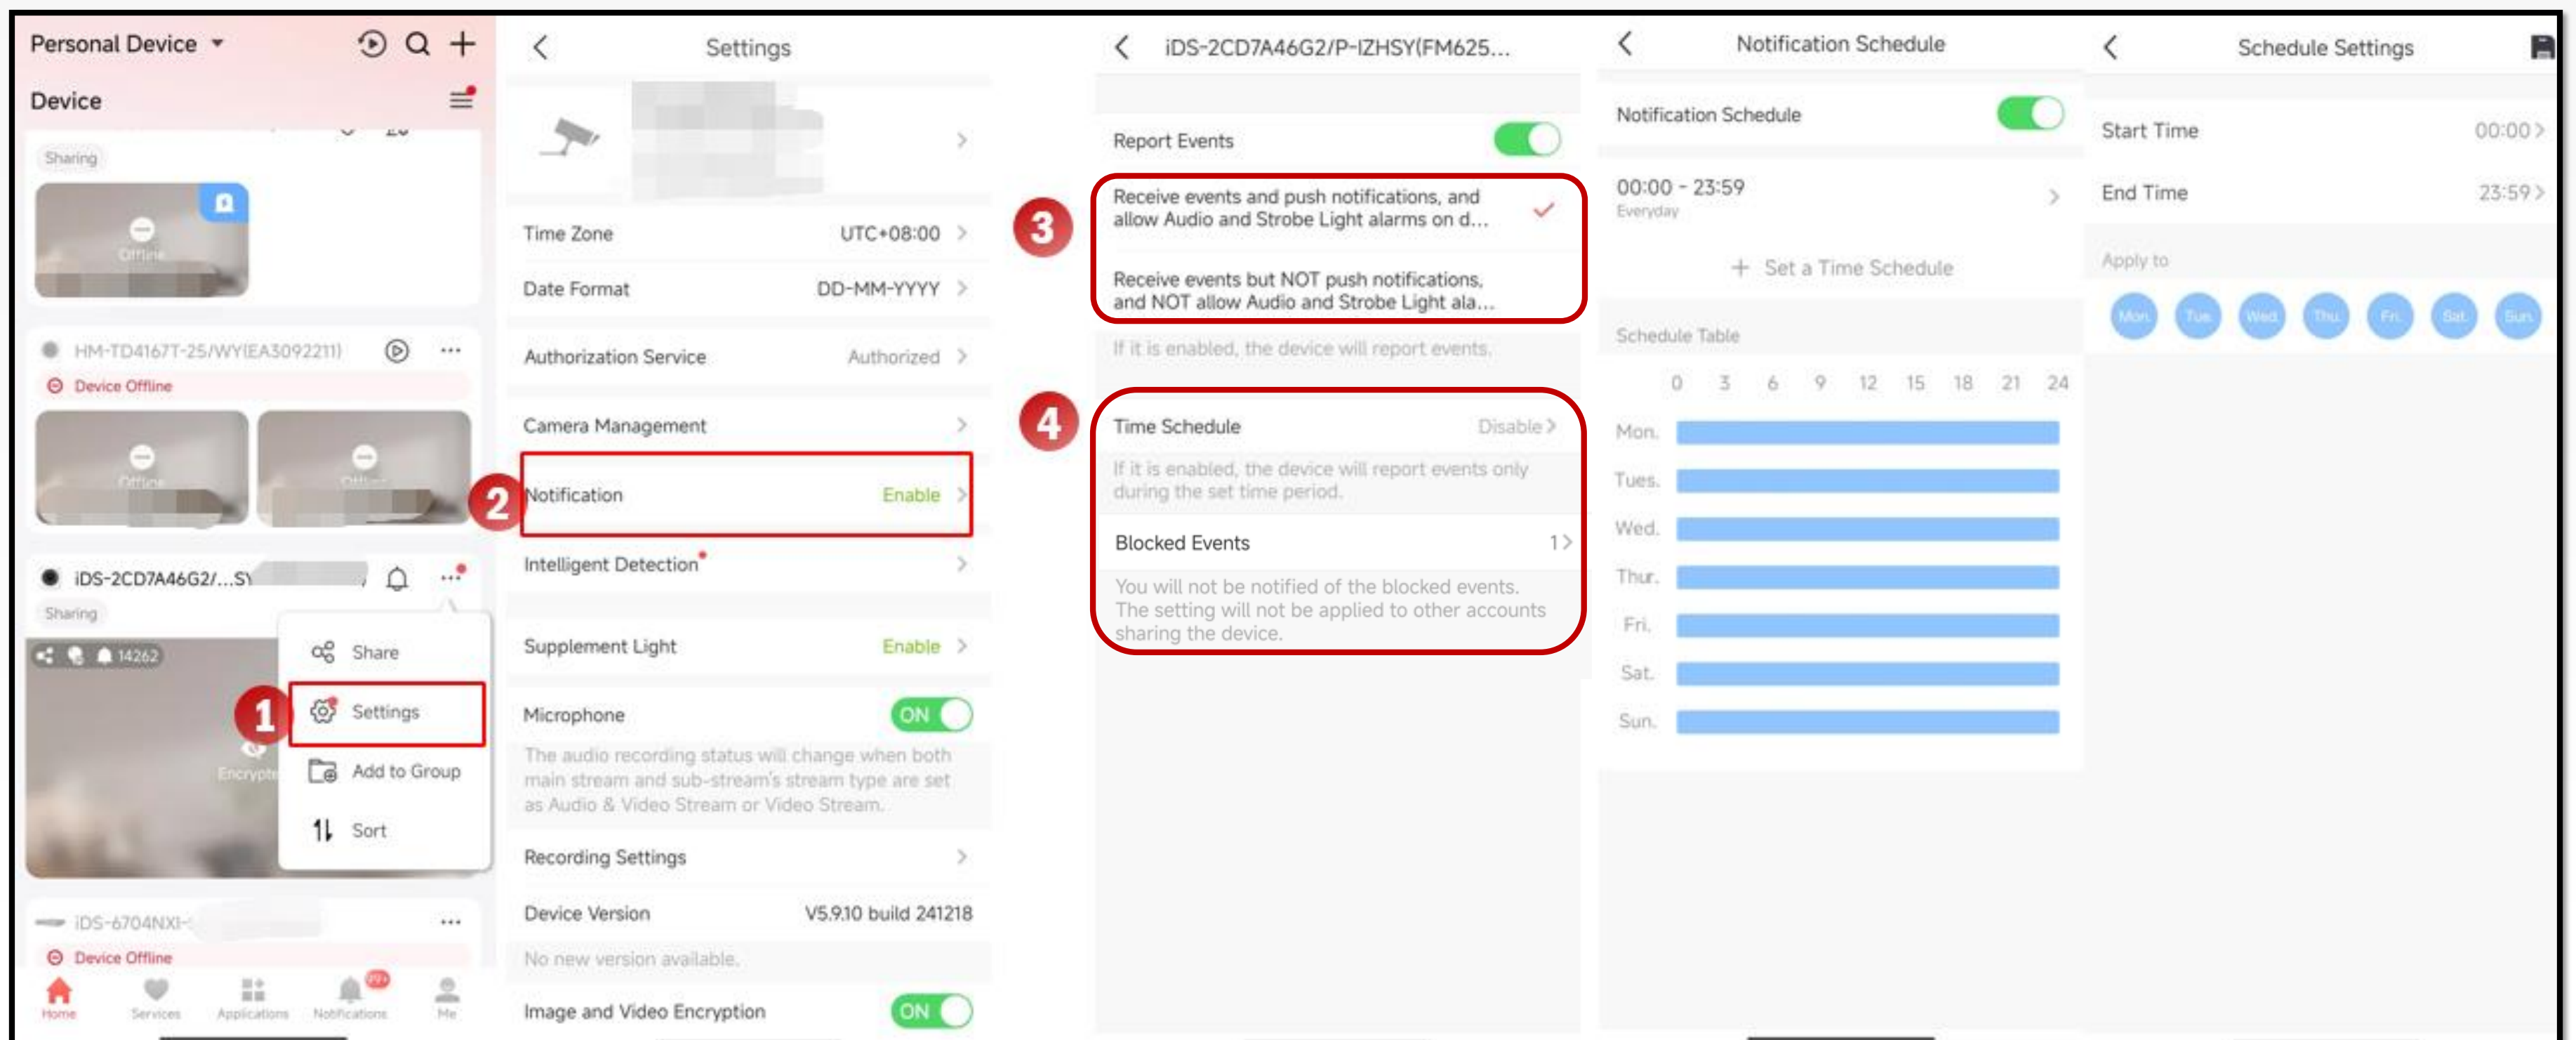 Personal Device
Device
Sharing
Offline
HM-TD4167T-25/WY(EA3092211)
Device Offline
Offline
iDS-2CD7A46G2/...S
Sharing
14262
Share
1
Settings
Add to Group
Sort
iDS-6704NXI-
Device Offline
99+
Home
Services
Applications
Notifications
Me
Settings
Time Zone
UTC+08:00
Date Format
DD-MM-YYYY
Authorization Service
Authorized
Camera Management
2
Notification
Enable
Intelligent Detection
Supplement Light
Enable
Microphone
ON
The audio recording status will change when both
main stream and sub-stream's stream type are set
as Audio & Video Stream or Video Stream.
Recording Settings
Device Version
V5.9.10 build 241218
No new version available.
Image and Video Encryption
ON
iDS-2CD7A46G2/P-IZHSY(FM625...
Report Events
3
Receive events and push notifications, and
allow Audio and Strobe Light alarms on d...
Receive events but NOT push notifications,
and NOT allow Audio and Strobe Light ala...
If it is enabled, the device will report events.
4
Time Schedule
Disable
If it is enabled, the device will report events only
during the set time period.
Blocked Events
1
You will not be notified of the blocked events.
The setting will not be applied to other accounts
sharing the device.
Notification Schedule
Notification Schedule
00:00 - 23:59
Everyday
+ Set a Time Schedule
Schedule Table
0 3 6 9 12 15 18 21 24
Mon.
Tues.
Wed.
Thur.
Fri.
Sat.
Sun.
Schedule Settings
Start Time
00:00
End Time
23:59
Apply to
Mon. Tue. Wed. Thu. Fri. Sat. Sun.